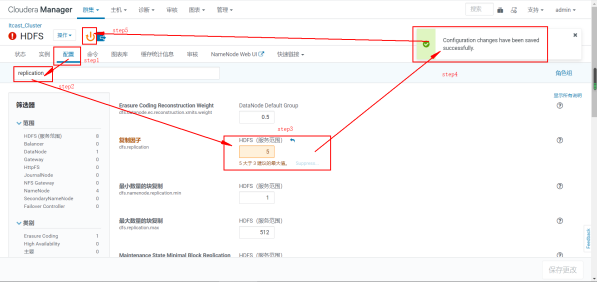 Cloudera Manager 群集 主机 诊断 审核 图表 管理 搜索 支持 admin
Xcast_Cluster
HDFS 操作
step5
Configuration changes have been saved successfully.
状态 实例 配置 命令 图表库 缓存统计信息 审核 NameNode Web UI 快速链接
step1
replication
角色组
step2
step4
显示所有说明
筛选器
范围
HDFS (服务范围) 8
Balancer 0
DataNode 1
Gateway 0
HttpFS 0
JournalNode 0
NFS Gateway 0
NameNode 4
SecondaryNameNode 0
Failover Controller 0
类别
Erasure Coding 1
High Availability 0
主要 6
Erasure Coding Reconstruction Weight
dfs.datanode.ec.reconstruction.xmits.weight
DataNode Default Group
0.5
step3
复制因子
dfs.replication
HDFS (服务范围)
5
5 大于 3 建议的最大值。 Suppress...
最小数量的块复制
dfs.namenode.replication.min
HDFS (服务范围)
1
最大数量的块复制
dfs.replication.max
HDFS (服务范围)
512
Maintenance State Minimal Block Replication
HDFS (服务范围)
Feedback
保存更改